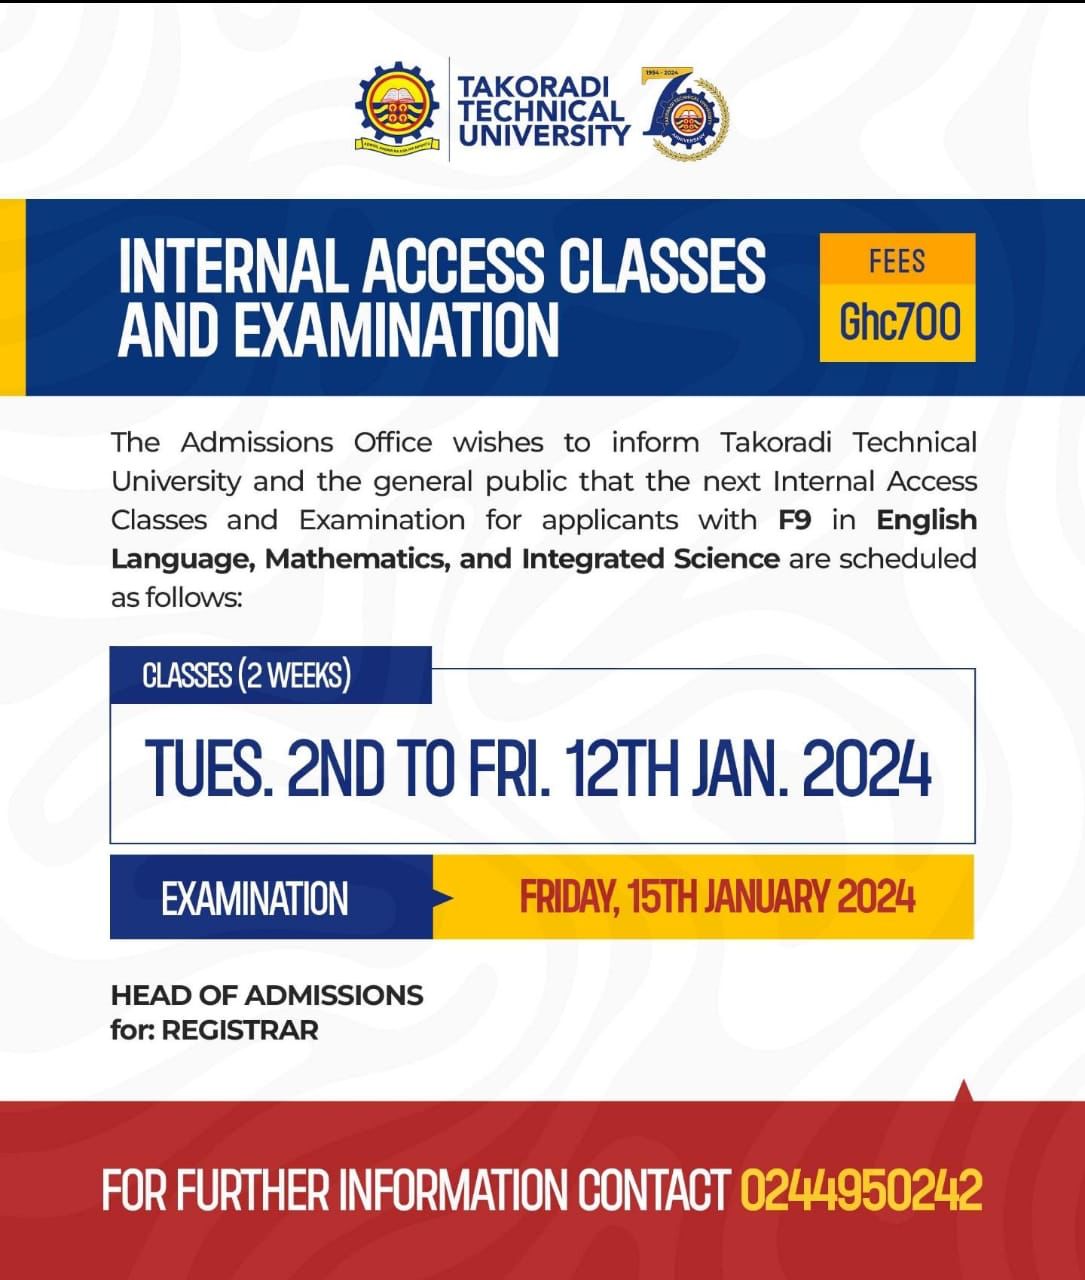 TAKORADI
TECHNICAL
UNIVERSITY
1954 - 2024
INTERNAL ACCESS CLASSES
AND EXAMINATION
FEES
Ghc700
The Admissions Office wishes to inform Takoradi Technical
University and the general public that the next Internal Access
Classes and Examination for applicants with F9 in English
Language, Mathematics, and Integrated Science are scheduled
as follows:
CLASSES (2 WEEKS)
TUES. 2ND TO FRI. 12TH JAN. 2024
EXAMINATION
FRIDAY, 15TH JANUARY 2024
HEAD OF ADMISSIONS
for: REGISTRAR
FOR FURTHER INFORMATION CONTACT 0244950242